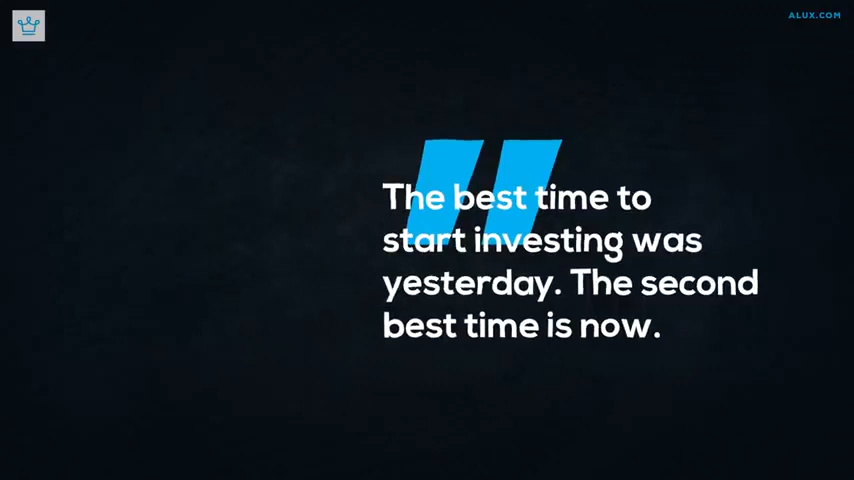 ALUX.COM
The best time to
start investing was
yesterday. The second
best time is now.